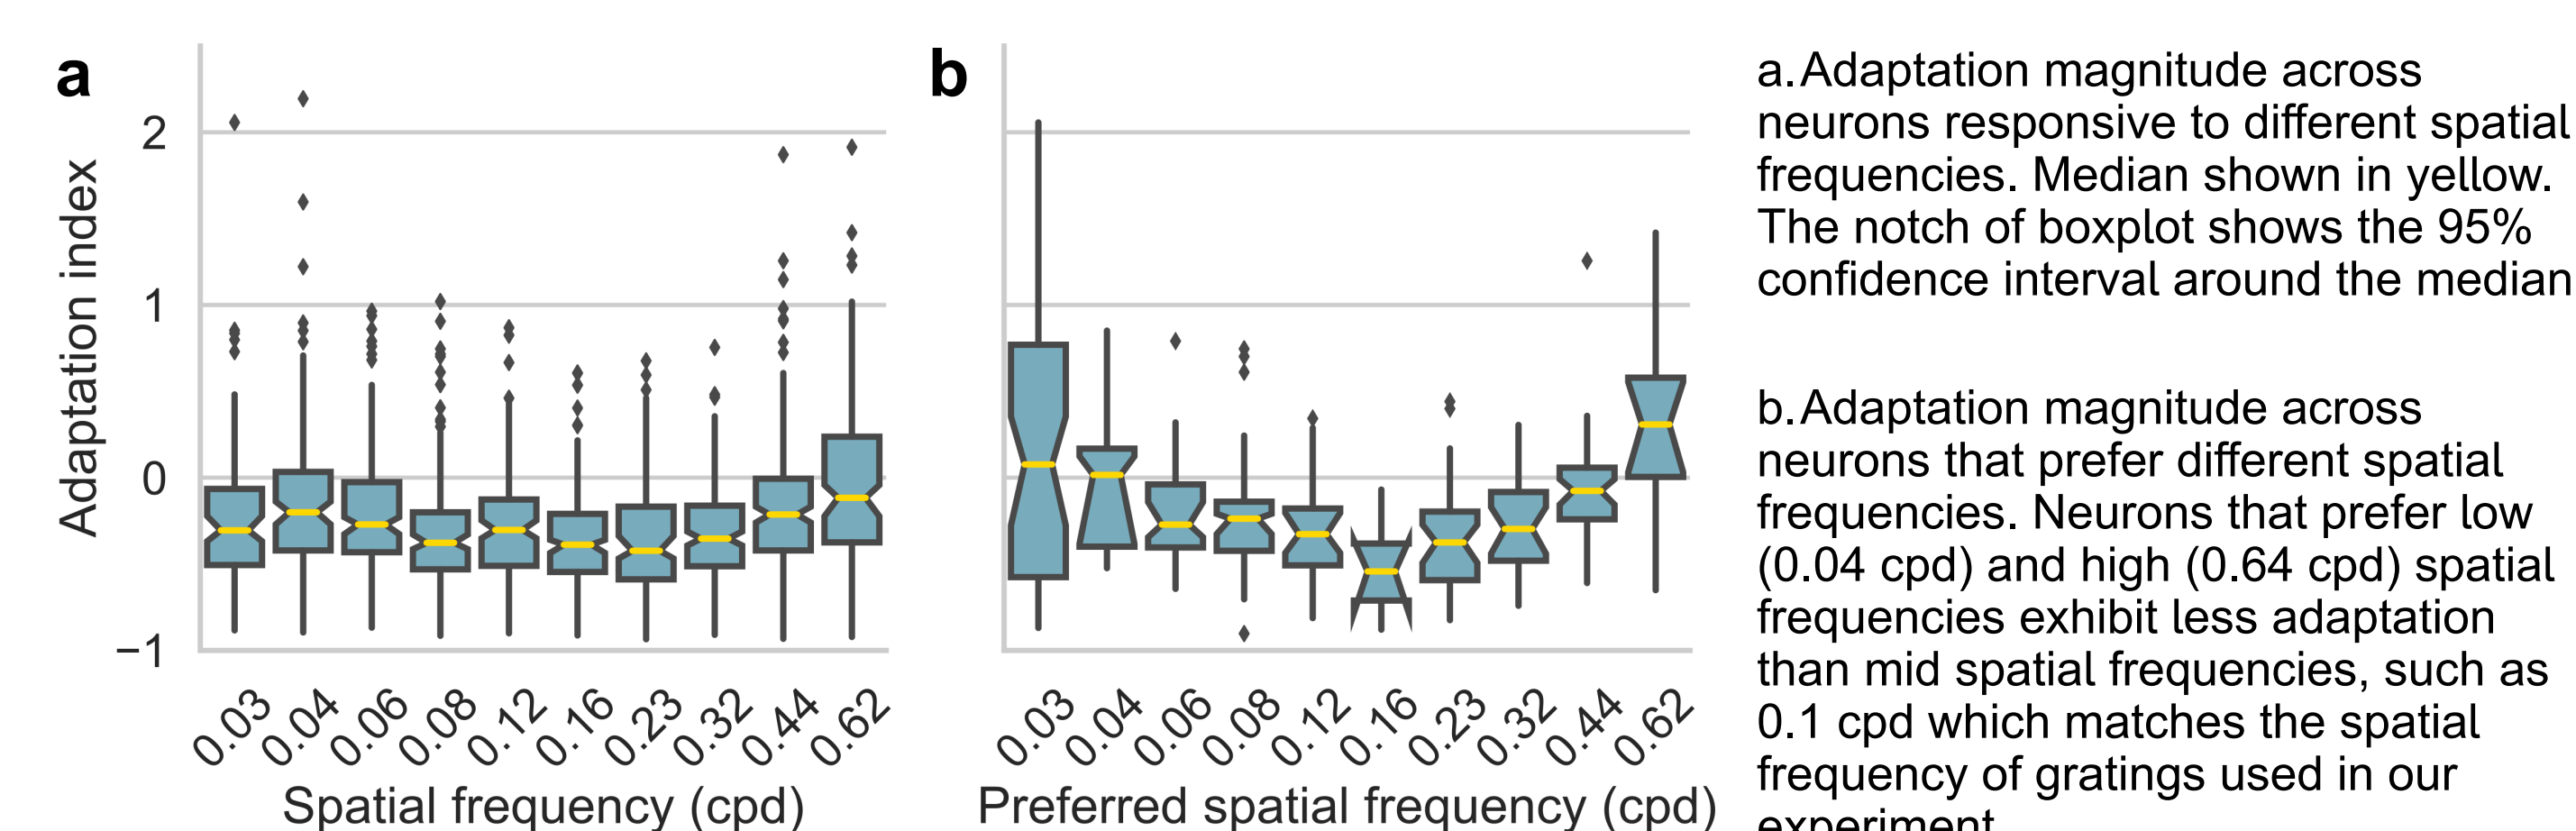 a
b
2
1
0
−1
Adaptation index
0.03 0.04 0.06 0.08 0.12 0.16 0.23 0.32 0.44 0.62
Spatial frequency (cpd)
0.03 0.04 0.06 0.08 0.12 0.16 0.23 0.32 0.44 0.62
Preferred spatial frequency (cpd)
a. Adaptation magnitude across
neurons responsive to different spatial
frequencies. Median shown in yellow.
The notch of boxplot shows the 95%
confidence interval around the median
b. Adaptation magnitude across
neurons that prefer different spatial
frequencies. Neurons that prefer low
(0.04 cpd) and high (0.64 cpd) spatial
frequencies exhibit less adaptation
than mid spatial frequencies, such as
0.1 cpd which matches the spatial
frequency of gratings used in our
experiment